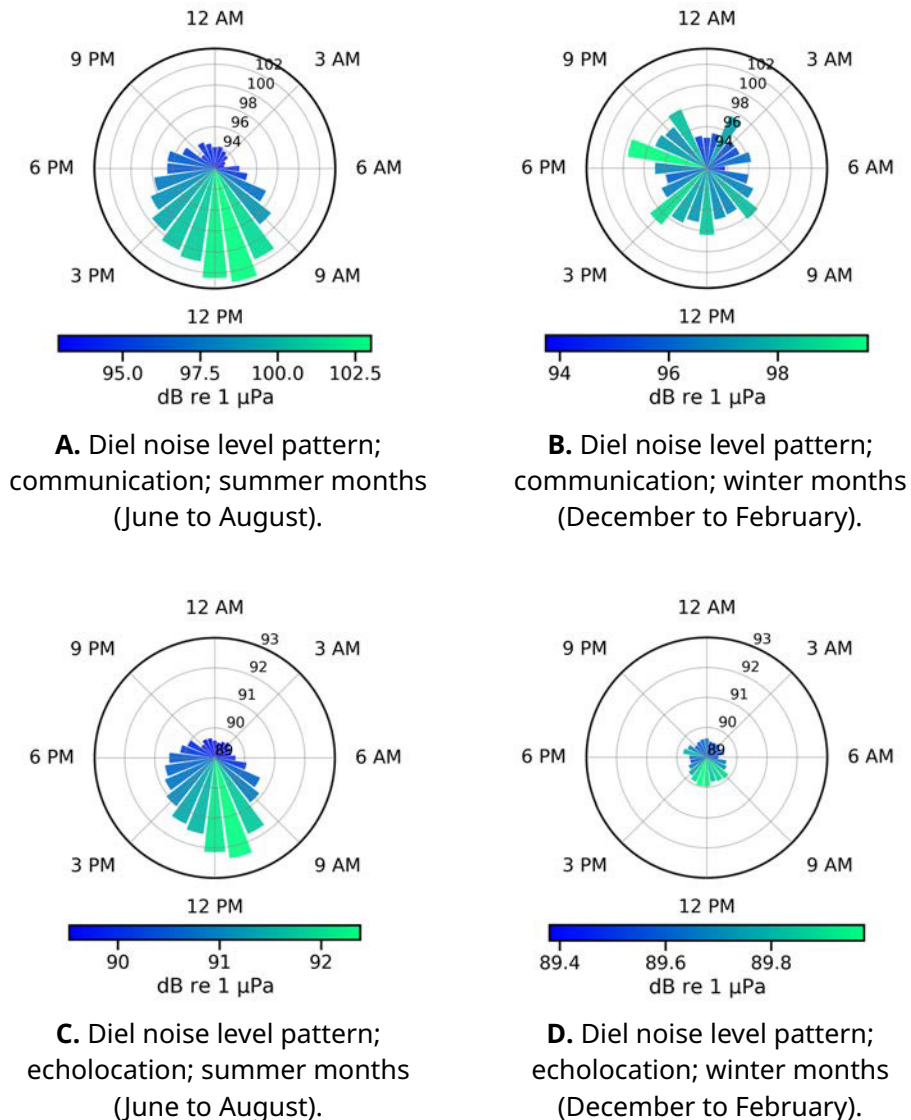 12 AM
9 PM 102 3 AM
100
98
96
94
6 PM 6 AM
3 PM 9 AM
12 PM
95.0 97.5 100.0 102.5
dB re 1 µPa
A. Diel noise level pattern;
communication; summer months
(June to August).
12 AM
9 PM 102 3 AM
100
98
96
94
6 PM 6 AM
3 PM 9 AM
12 PM
94 96 98
dB re 1 µPa
B. Diel noise level pattern;
communication; winter months
(December to February).
12 AM
9 PM 93 3 AM
92
91
90
89
6 PM 6 AM
3 PM 9 AM
12 PM
90 91 92
dB re 1 µPa
C. Diel noise level pattern;
echolocation; summer months
(June to August).
12 AM
9 PM 93 3 AM
92
91
90
89
6 PM 6 AM
3 PM 9 AM
12 PM
89.4 89.6 89.8
dB re 1 µPa
D. Diel noise level pattern;
echolocation; winter months
(December to February).